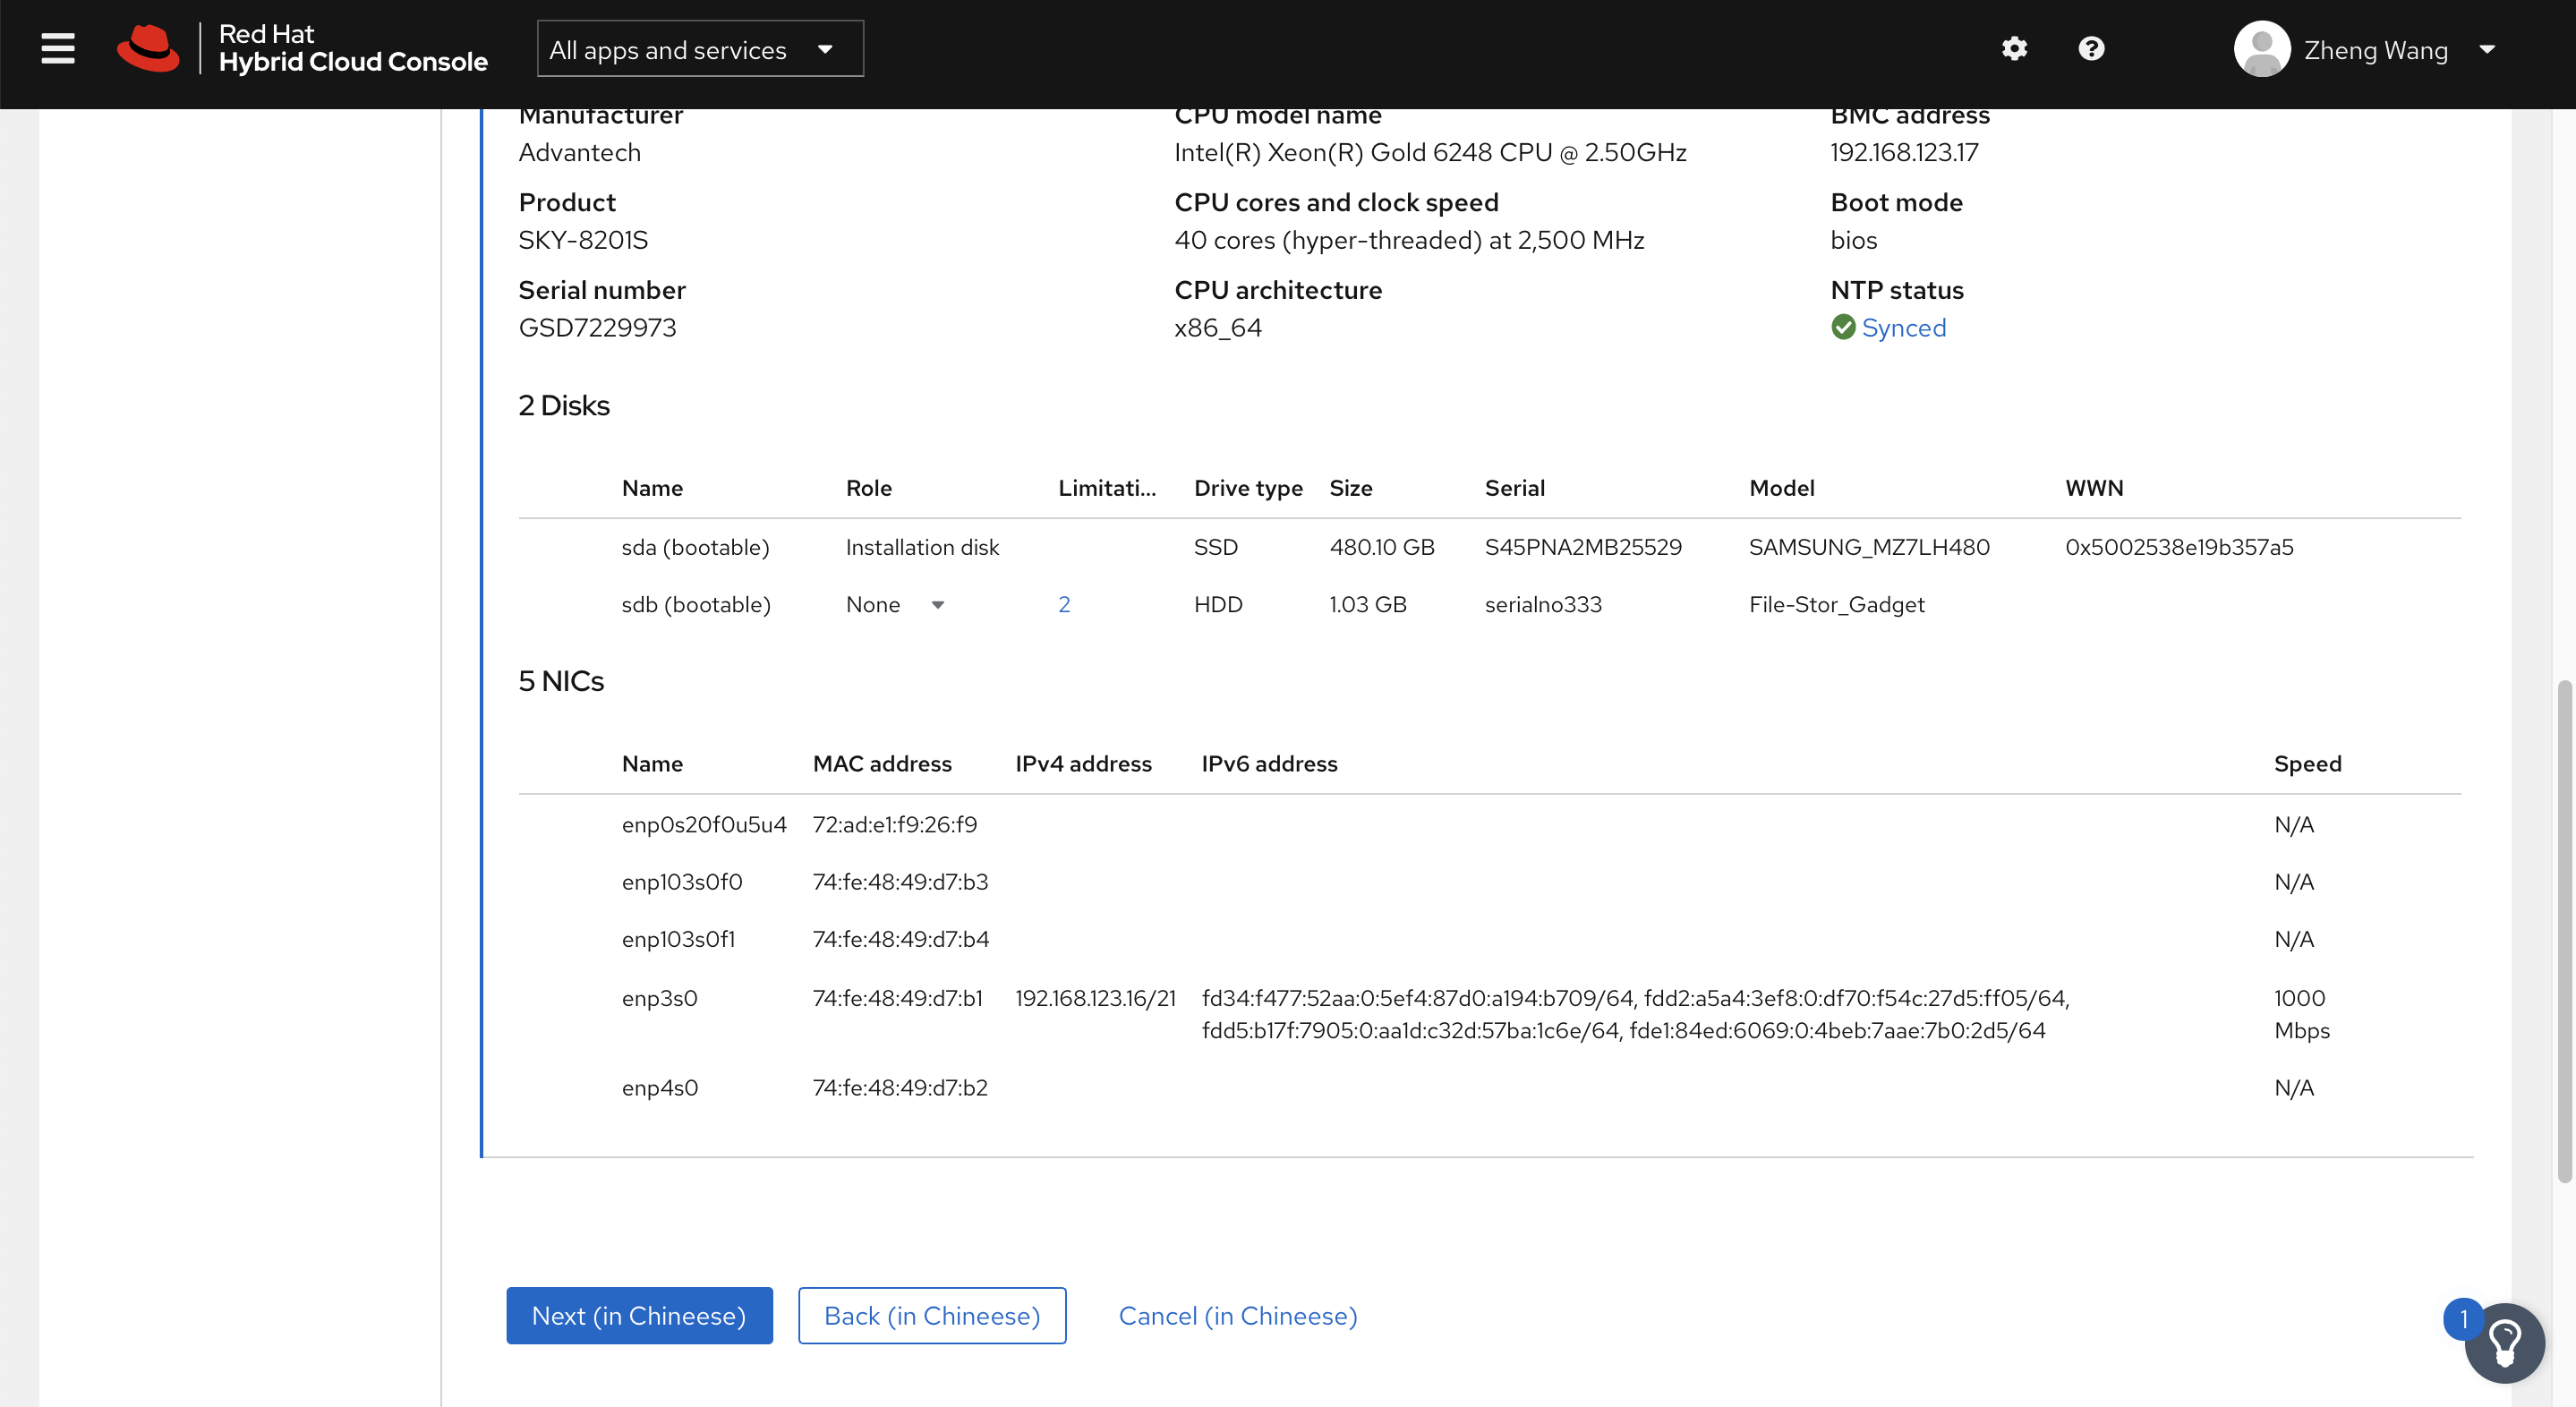 Red Hat
Hybrid Cloud Console
All apps and services
Zheng Wang
Manufacturer CPU model name BMC address
Advantech Intel(R) Xeon(R) Gold 6248 CPU @ 2.50GHz 192.168.123.17
Product CPU cores and clock speed Boot mode
SKY-8201S 40 cores (hyper-threaded) at 2,500 MHz bios
Serial number CPU architecture NTP status
GSD7229973 x86_64 Synced
2 Disks
Name Role Limitati... Drive type Size Serial Model WWN
sda (bootable) Installation disk SSD 480.10 GB S45PNA2MB25529 SAMSUNG_MZ7LH480 0x5002538e19b357a5
sdb (bootable) None 2 HDD 1.03 GB serialno333 File-Stor_Gadget
5 NICs
Name MAC address IPv4 address IPv6 address Speed
enp0s20f0u5u4 72:ad:e1:f9:26:f9 N/A
enp103s0f0 74:fe:48:49:d7:b3 N/A
enp103s0f1 74:fe:48:49:d7:b4 N/A
enp3s0 74:fe:48:49:d7:b1 192.168.123.16/21 fd34:f477:52aa:0:5ef4:87d0:a194:b709/64, fdd2:a5a4:3ef8:0:df70:f54c:27d5:ff05/64, 1000
fdd5:b17f:7905:0:aa1d:c32d:57ba:1c6e/64, fde1:84ed:6069:0:4beb:7aae:7b0:2d5/64 Mbps
enp4s0 74:fe:48:49:d7:b2 N/A
Next (in Chineese) Back (in Chineese) Cancel (in Chineese)
1